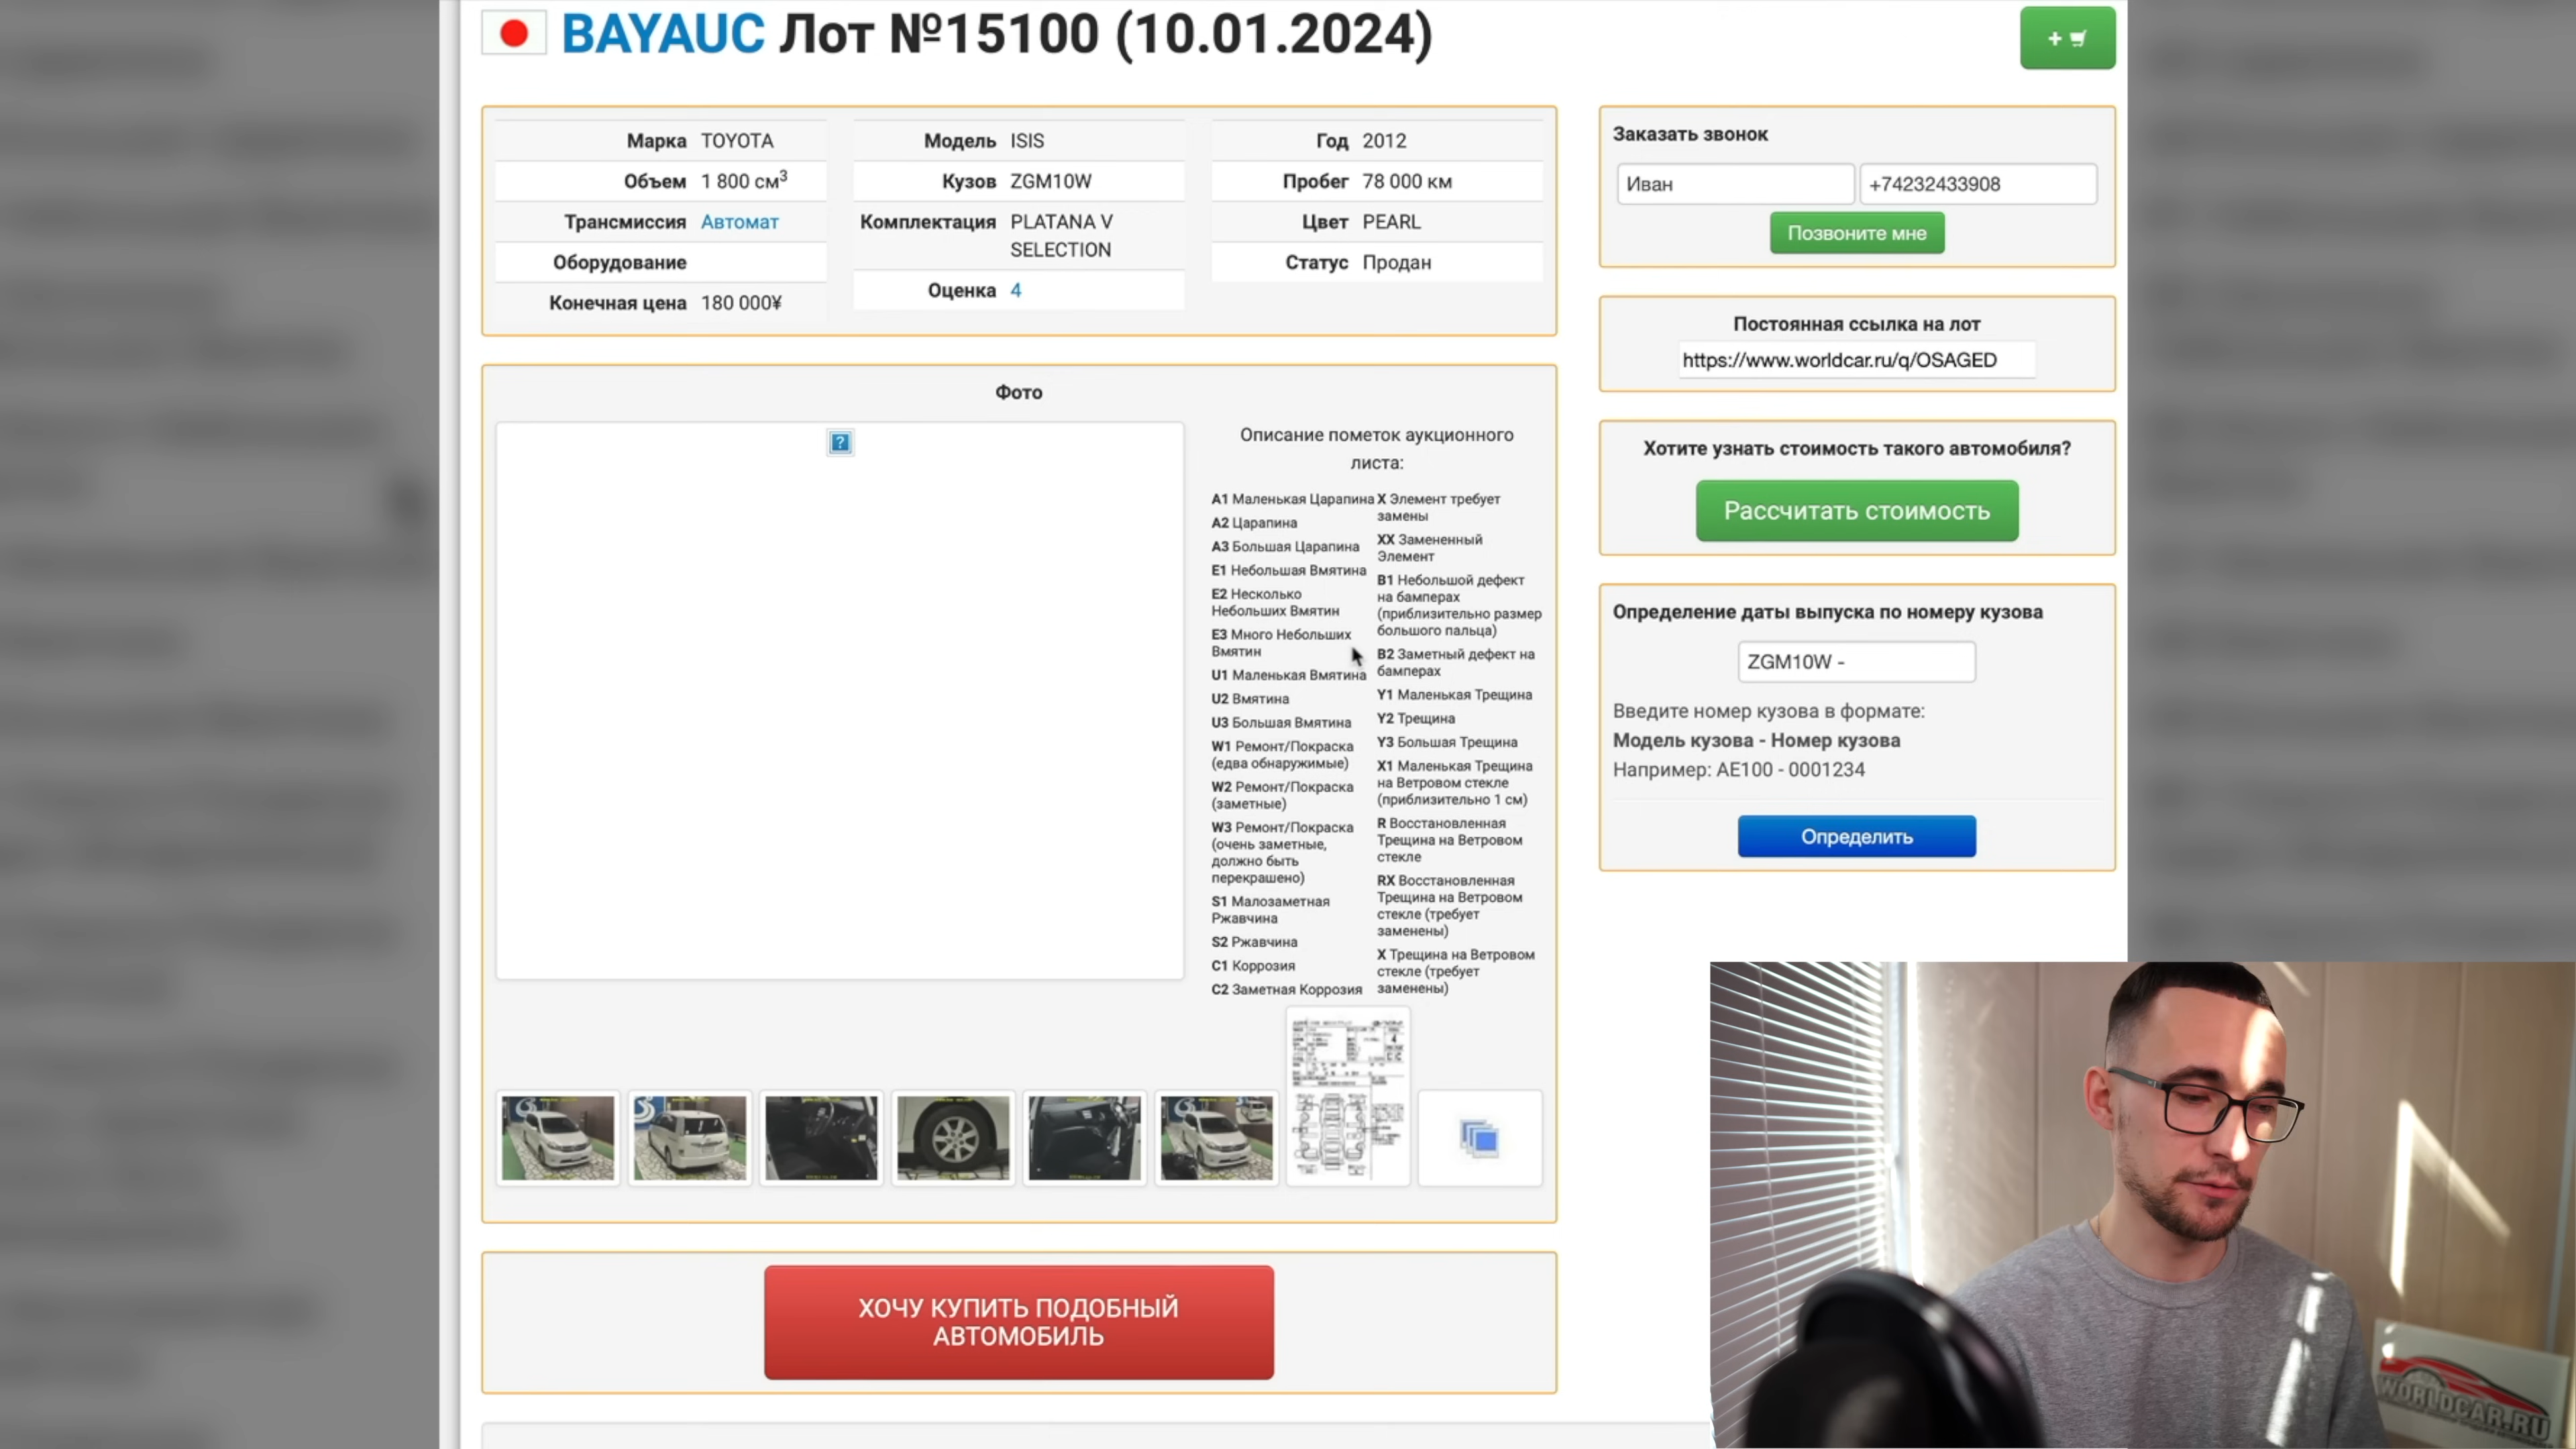 BAYAUC Лот №15100 (10.01.2024)
Марка TOYOTA
Объем 1 800 см³
Трансмиссия Автомат
Оборудование
Конечная цена 180 000¥
Модель ISIS
Кузов ZGM10W
Комплектация PLATANA V
SELECTION
Оценка 4
Год 2012
Пробег 78 000 км
Цвет PEARL
Статус Продан
Фото
Описание пометок аукционного
листа:
A1 Маленькая Царапина
A2 Царапина
A3 Большая Царапина
E1 Небольшая Вмятина
E2 Несколько
Небольших Вмятин
E3 Много Небольших
Вмятин
U1 Маленькая Вмятина
U2 Вмятина
U3 Большая Вмятина
W1 Ремонт/Покраска
(едва обнаружимые)
W2 Ремонт/Покраска
(заметные)
W3 Ремонт/Покраска
(очень заметные,
должно быть
перекрашено)
S1 Малозаметная
Ржавчина
S2 Ржавчина
C1 Коррозия
C2 Заметная Коррозия
X Элемент требует
замены
XX Замененный
Элемент
B1 Небольшой дефект
на бамперах
(приблизительно размер
большого пальца)
B2 Заметный дефект на
бамперах
Y1 Маленькая Трещина
Y2 Трещина
Y3 Большая Трещина
X1 Маленькая Трещина
на Ветровом стекле
(приблизительно 1 см)
R Восстановленная
Трещина на Ветровом
стекле
RX Восстановленная
Трещина на Ветровом
стекле (требует
заменены)
X Трещина на Ветровом
стекле (требует
заменены)
ХОЧУ КУПИТЬ ПОДОБНЫЙ
АВТОМОБИЛЬ
Заказать звонок
Иван
+74232433908
Позвоните мне
Постоянная ссылка на лот
https://www.worldcar.ru/q/OSAGED
Хотите узнать стоимость такого автомобиля?
Рассчитать стоимость
Определение даты выпуска по номеру кузова
ZGM10W -
Введите номер кузова в формате:
Модель кузова - Номер кузова
Например: AE100 - 0001234
Определить
WORLDCAR.RU